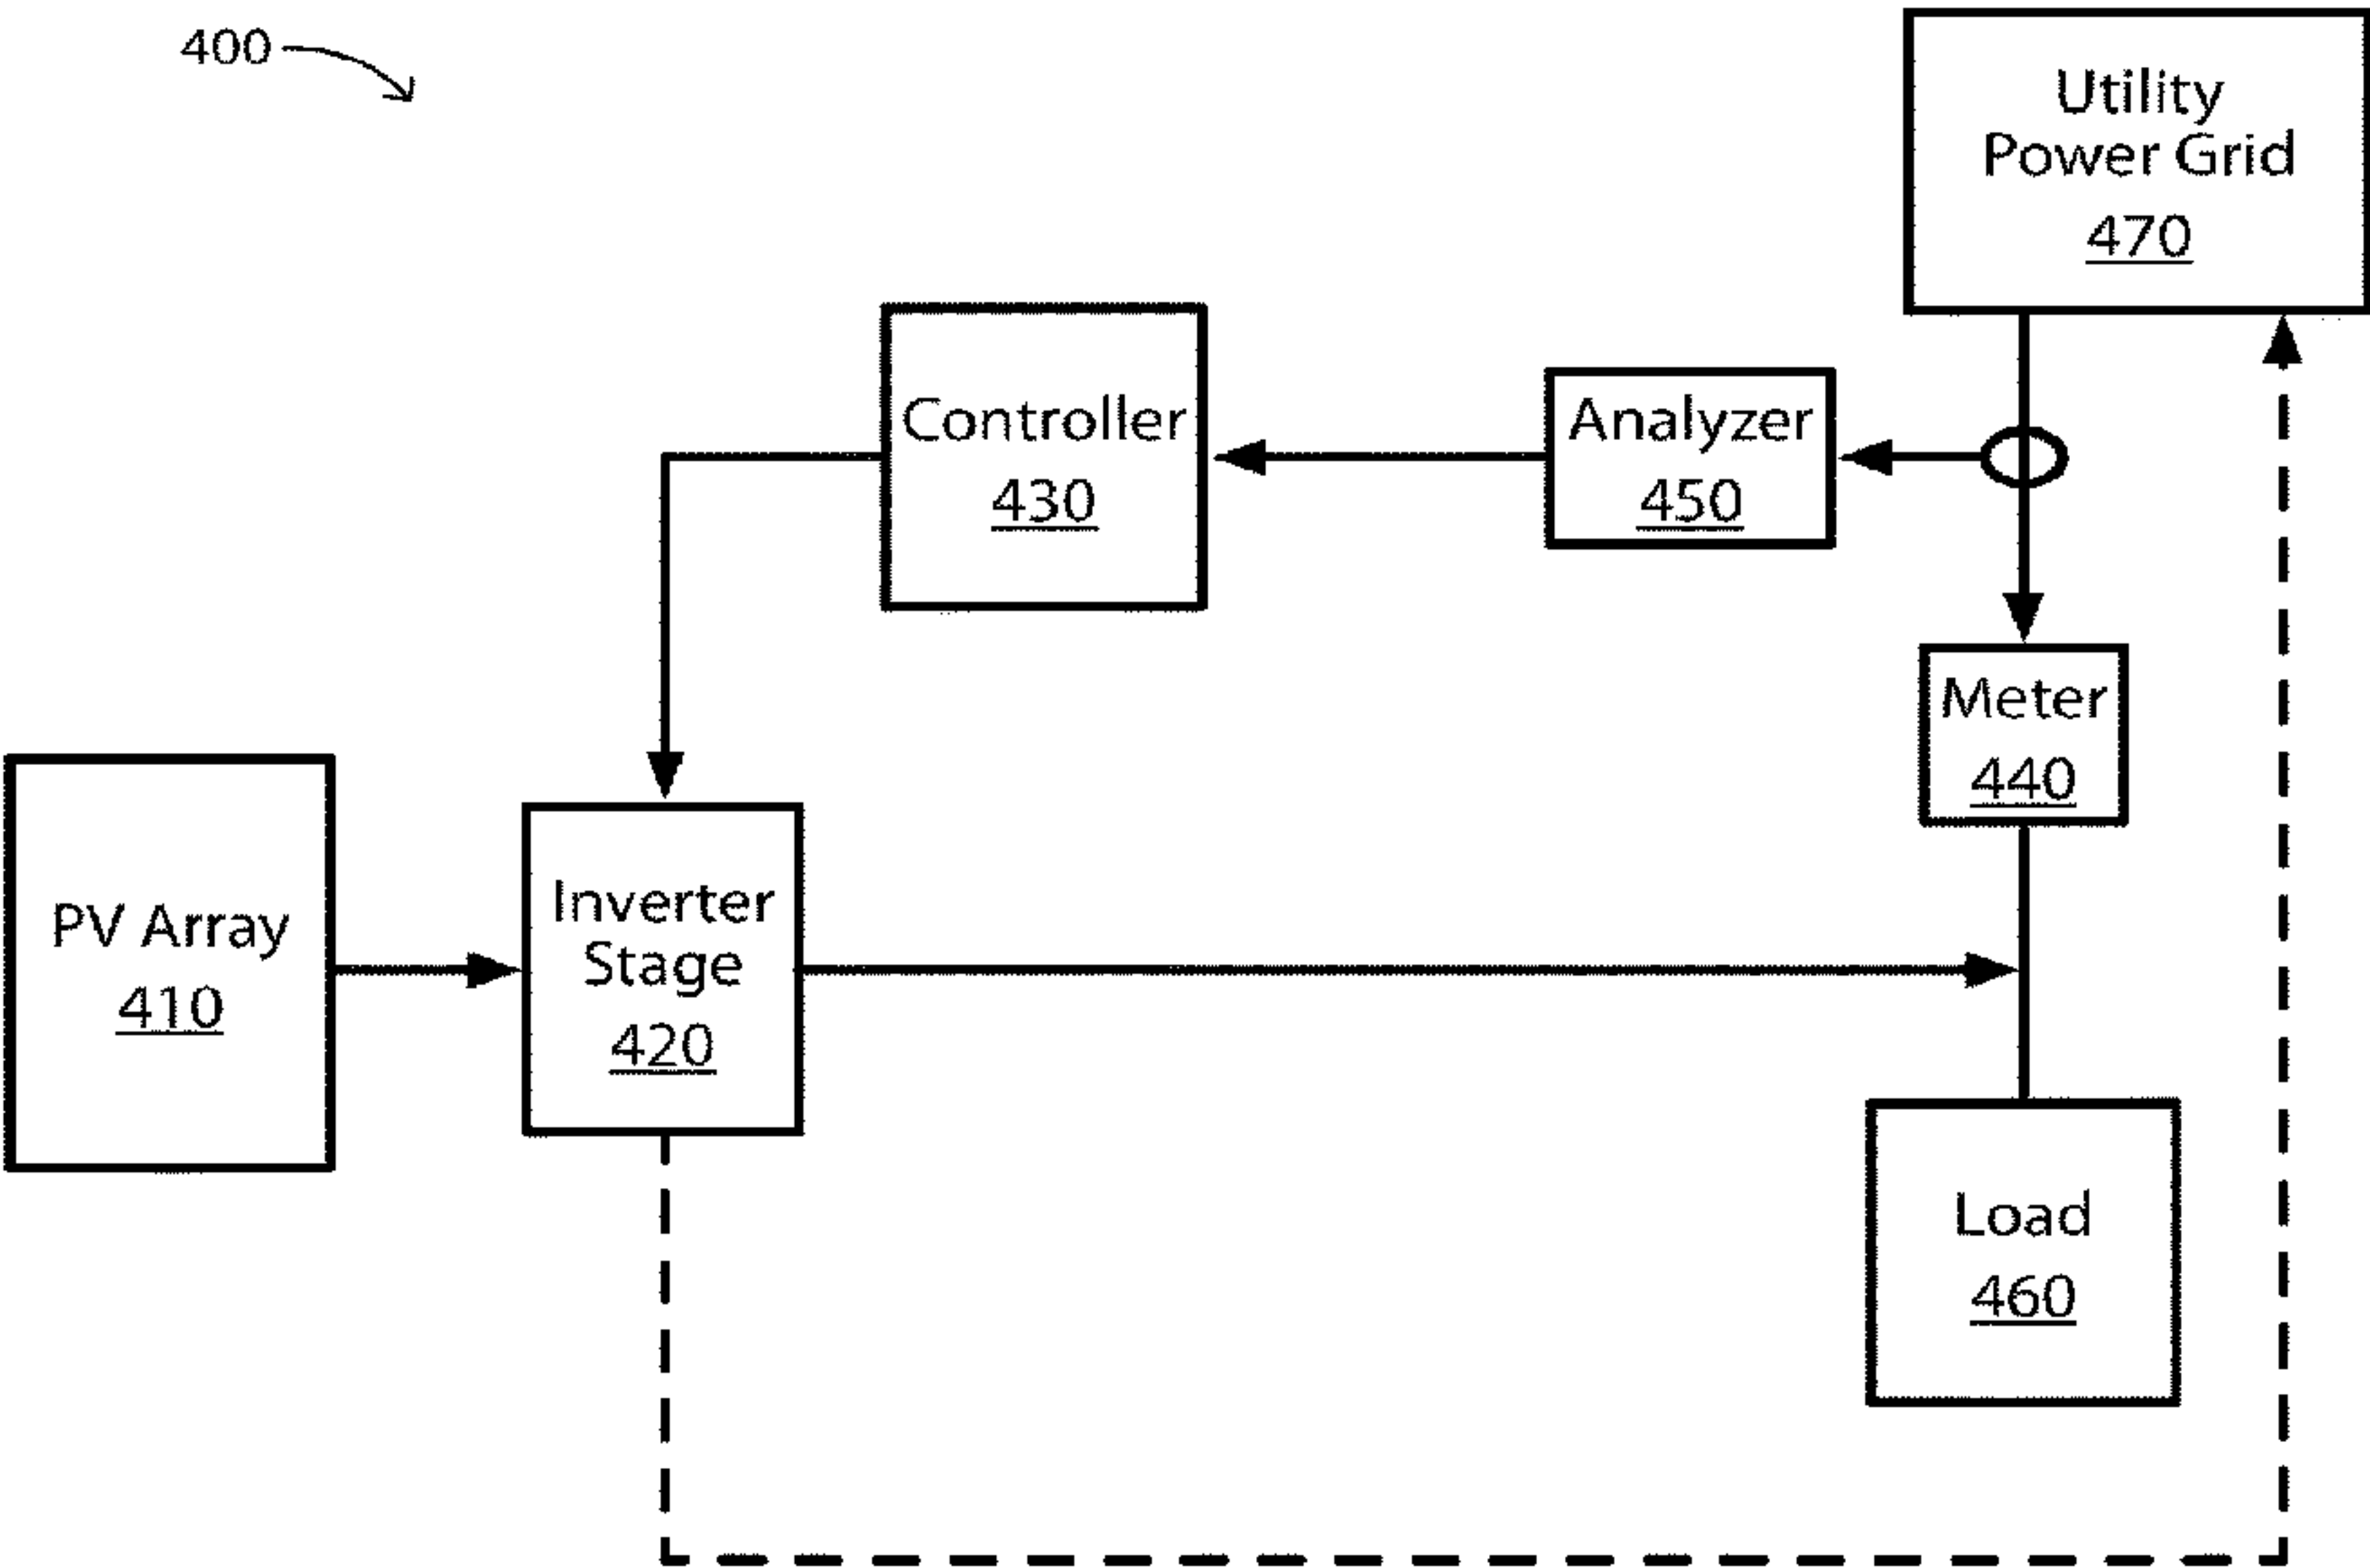 400
Utility
Power Grid
470
Controller
430
Analyzer
450
Meter
440
PV Array
410
Inverter
Stage
420
Load
460